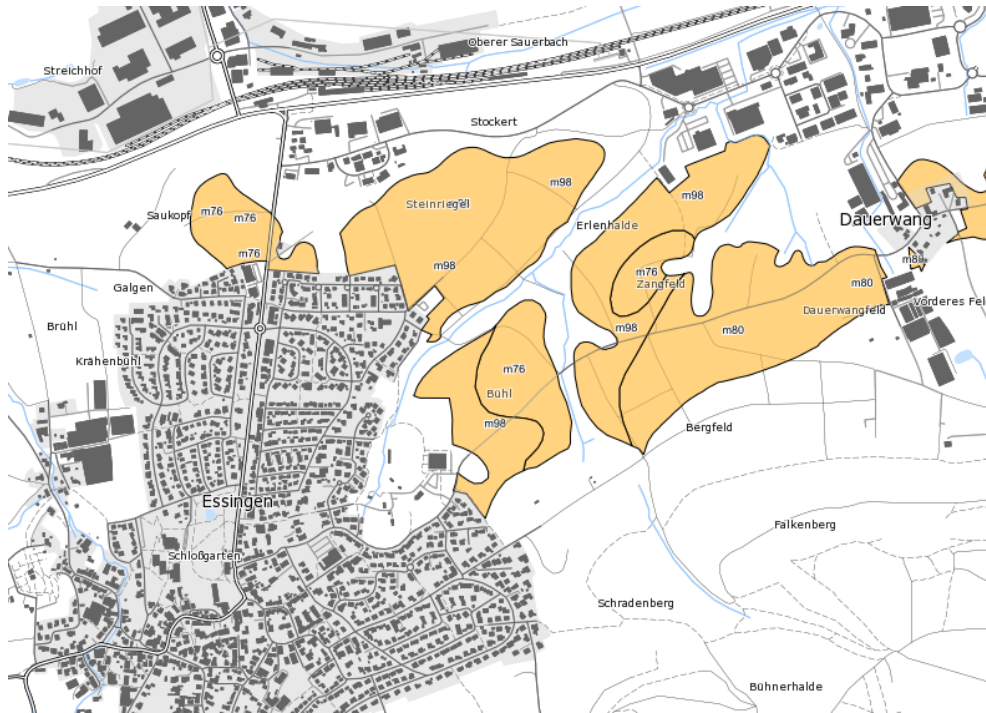 Oberer Sauerbach
Streichhof
Stockert
m98
m98
Steinriegel
m76
m76
Saukopf
Erlenhalde
Dauerwang
m76
m98
m76
Zangfeld
m80
Galgen
m80
Vorderes Feld
Dauerwangfeld
Brühl
m98
m80
Krähenbühl
m76
Bühl
m98
Bergfeld
Essingen
Falkenberg
Schloßgarten
Schradenberg
Bühnerhalde